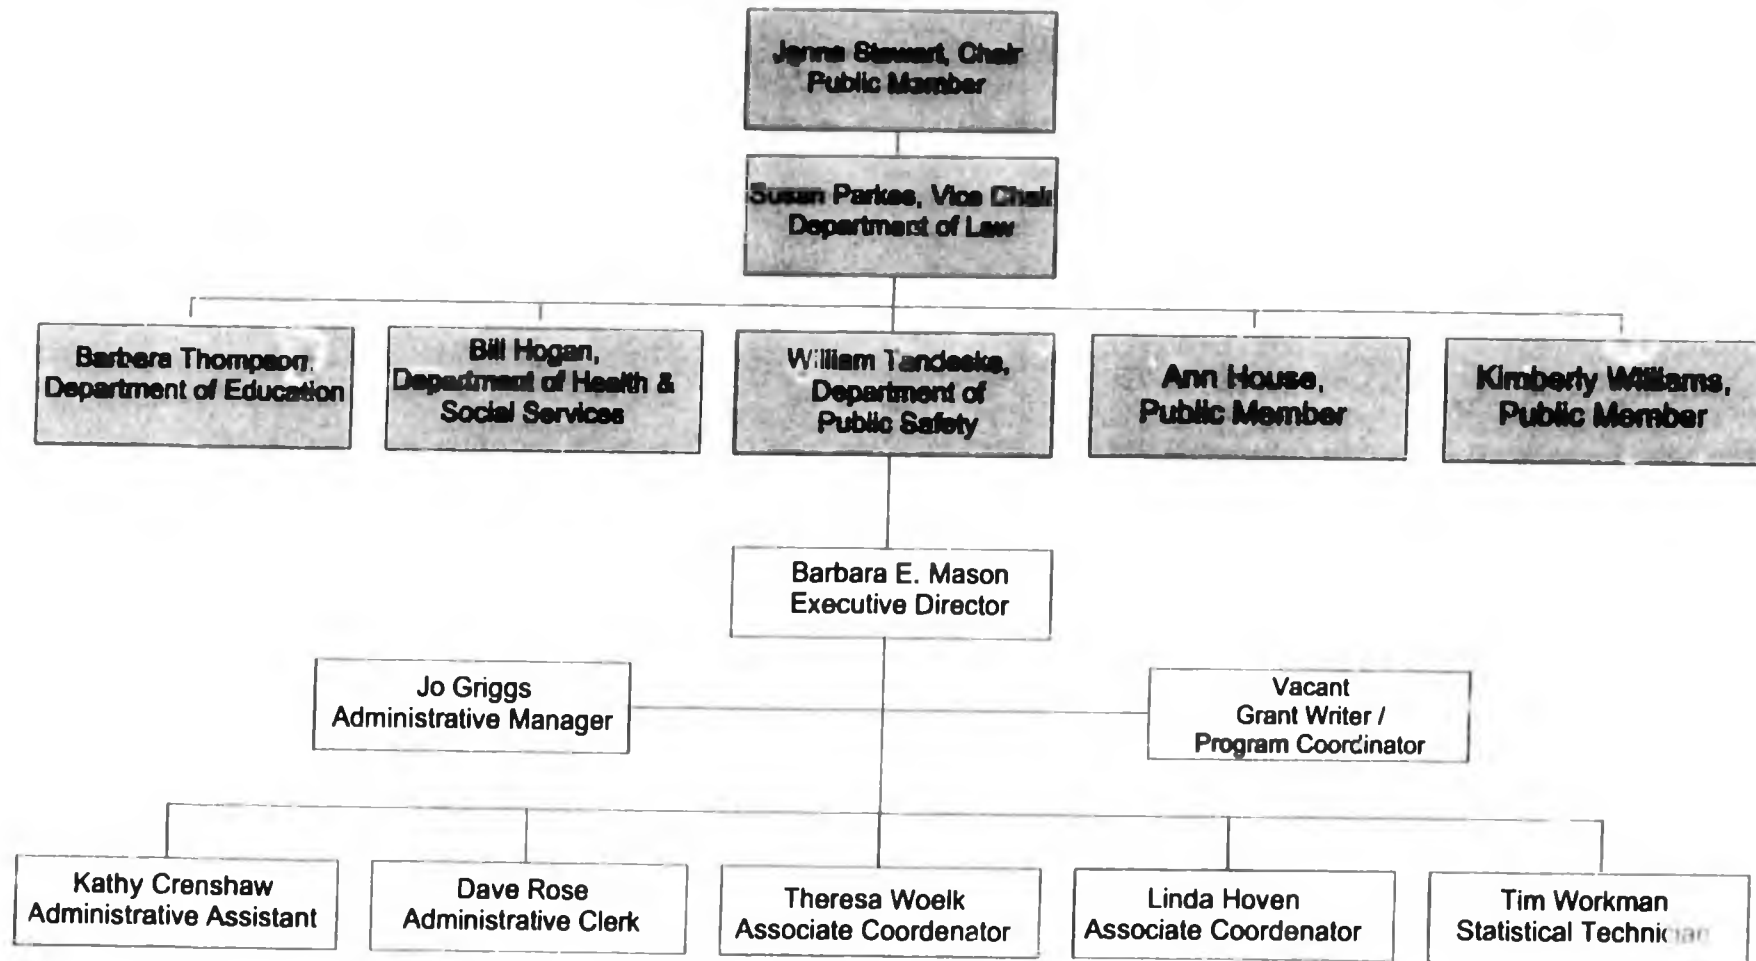 Janna Stewart, Chair
Public Member
Susan Parkes, Vice Chair
Department of Law
Barbara Thompson,
Department of Education
Bill Hogan,
Department of Health &
Social Services
William Tandeske,
Department of
Public Safety
Ann House,
Public Member
Kimberly Williams,
Public Member
Barbara E. Mason
Executive Director
Jo Griggs
Administrative Manager
Vacant
Grant Writer /
Program Coordinator
Kathy Crenshaw
Administrative Assistant
Dave Rose
Administrative Clerk
Theresa Woelk
Associate Coordenator
Linda Hoven
Associate Coordenator
Tim Workman
Statistical Technician